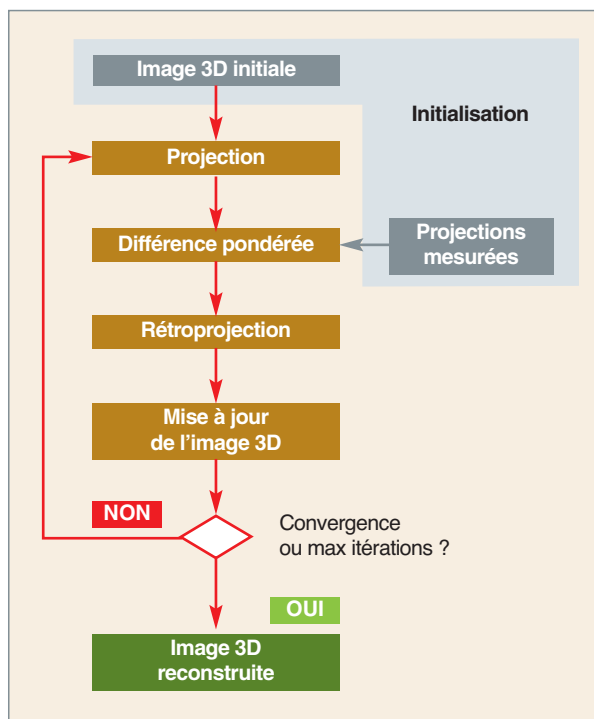 Image 3D initiale
Initialisation
Projection
Différence pondérée
Projections
mesurées
Rétroprojection
Mise à jour
de l’image 3D
NON
Convergence
ou max itérations ?
OUI
Image 3D
reconstruite